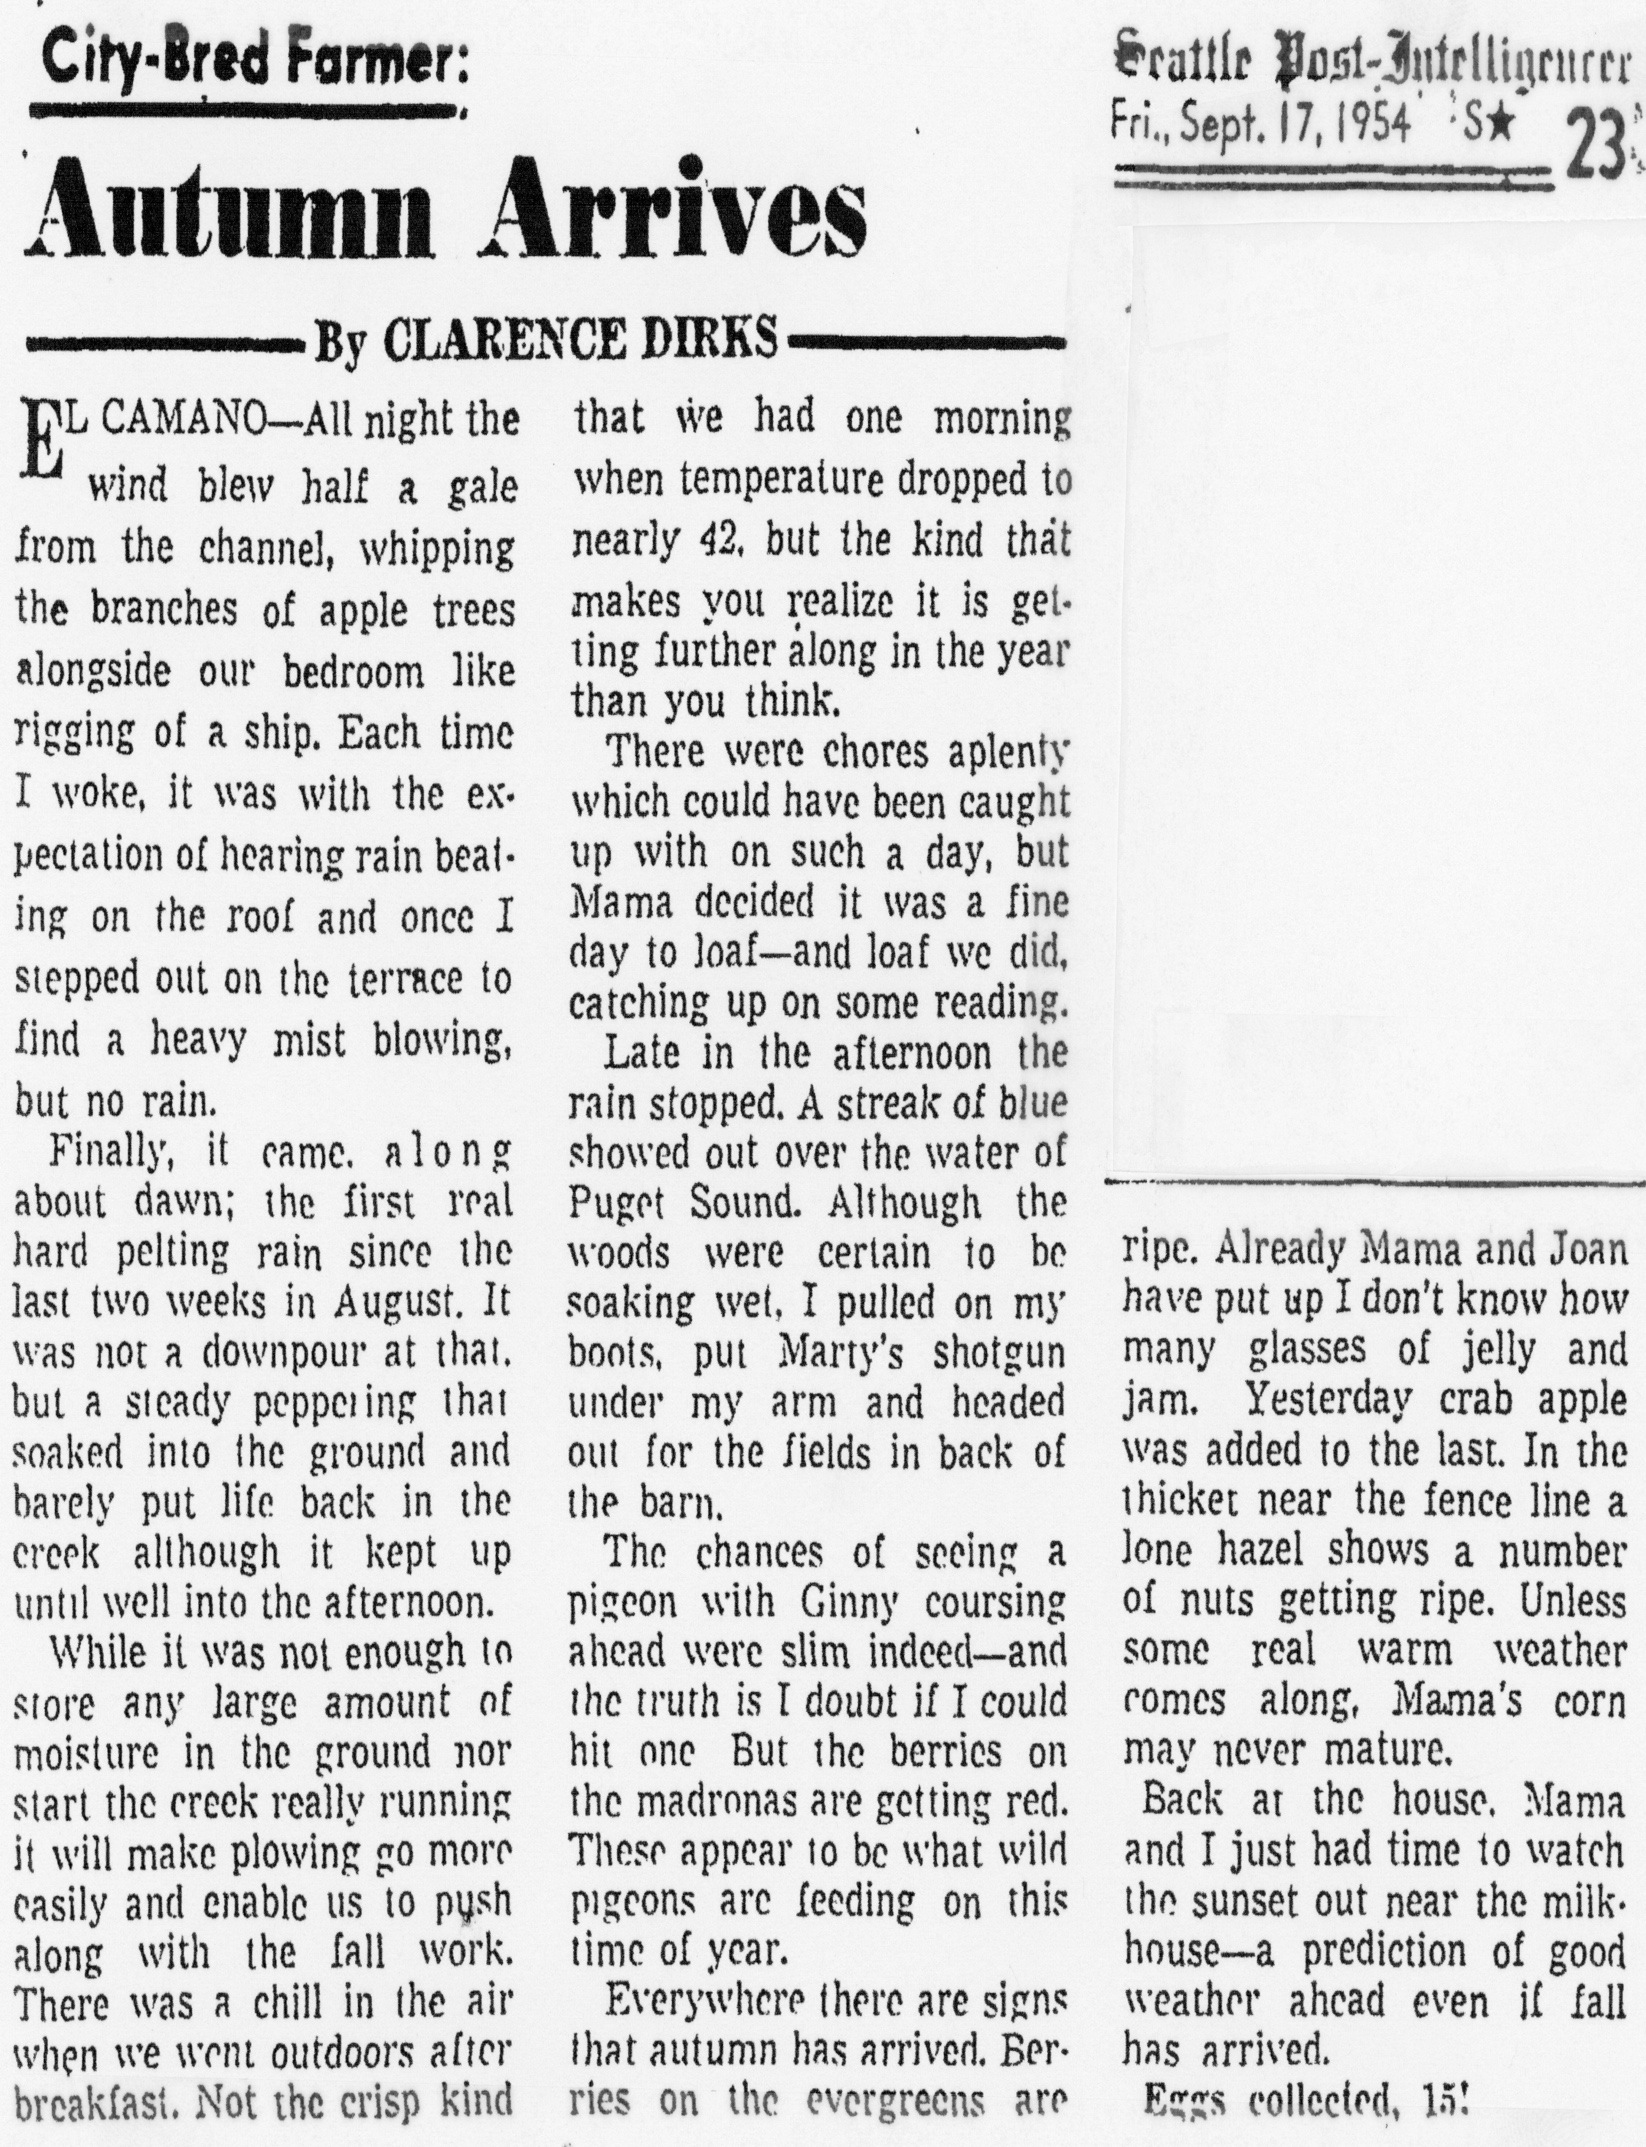 City-Bred Farmer:
Autumn Arrives
By CLARENCE DIRKS
Seattle Post-Intelligencer
Fri., Sept. 17, 1954 S★ 23
EL CAMANO—All night the
wind blew half a gale
from the channel, whipping
the branches of apple trees
alongside our bedroom like
rigging of a ship. Each time
I woke, it was with the ex-
pectation of hearing rain beat-
ing on the roof and once I
stepped out on the terrace to
find a heavy mist blowing,
but no rain.
Finally, it came, along
about dawn; the first real
hard pelting rain since the
last two weeks in August. It
was not a downpour at that,
but a steady peppering that
soaked into the ground and
barely put life back in the
creek although it kept up
until well into the afternoon.
While it was not enough to
store any large amount of
moisture in the ground nor
start the creek really running
it will make plowing go more
easily and enable us to push
along with the fall work.
There was a chill in the air
when we went outdoors after
breakfast. Not the crisp kind
that we had one morning
when temperature dropped to
nearly 42, but the kind that
makes you realize it is get-
ting further along in the year
than you think.
There were chores aplenty
which could have been caught
up with on such a day, but
Mama decided it was a fine
day to loaf—and loaf we did,
catching up on some reading.
Late in the afternoon the
rain stopped. A streak of blue
showed out over the water of
Puget Sound. Although the
woods were certain to be
soaking wet, I pulled on my
boots, put Marty's shotgun
under my arm and headed
out for the fields in back of
the barn.
The chances of seeing a
pigeon with Ginny coursing
ahead were slim indeed—and
the truth is I doubt if I could
hit one But the berries on
the madronas are getting red.
These appear to be what wild
pigeons are feeding on this
time of year.
Everywhere there are signs
that autumn has arrived. Ber-
ries on the evergreens are
ripe. Already Mama and Joan
have put up I don't know how
many glasses of jelly and
jam. Yesterday crab apple
was added to the last. In the
thicket near the fence line a
lone hazel shows a number
of nuts getting ripe. Unless
some real warm weather
comes along, Mama's corn
may never mature.
Back at the house, Mama
and I just had time to watch
the sunset out near the milk-
house—a prediction of good
weather ahead even if fall
has arrived.
Eggs collected, 15!